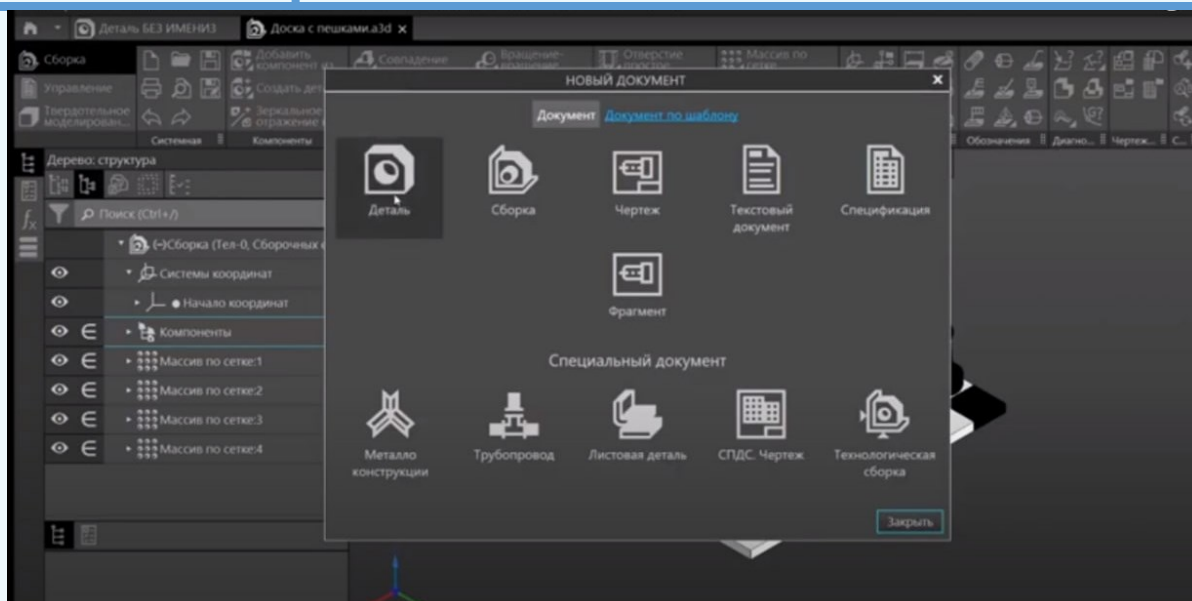 Деталь БЕЗ ИМЕНИ3
Доска с пешками.a3d ×
Сборка
Управление
Твердотельное
моделирован...
Добавить
компонент из
Создать дет
Зеркальное
отражение
Совпадение
Вращение-
вращение
Отверстие
простое
Массив по
сетке
Системная
Компоненты
Обозначения
Диагно...
Чертеж...
С...
НОВЫЙ ДОКУМЕНТ
Документ Документ по шаблону
Деталь
Сборка
Чертеж
Текстовый
документ
Спецификация
Фрагмент
Специальный документ
Металло
конструкции
Трубопровод
Листовая деталь
СПДС. Чертеж
Технологическая
сборка
Закрыть
Дерево: структура
Поиск (Ctrl+/)
(-)Сборка (Тел-0, Сборочных
Системы координат
Начало координат
Компоненты
Массив по сетке:1
Массив по сетке:2
Массив по сетке:3
Массив по сетке:4